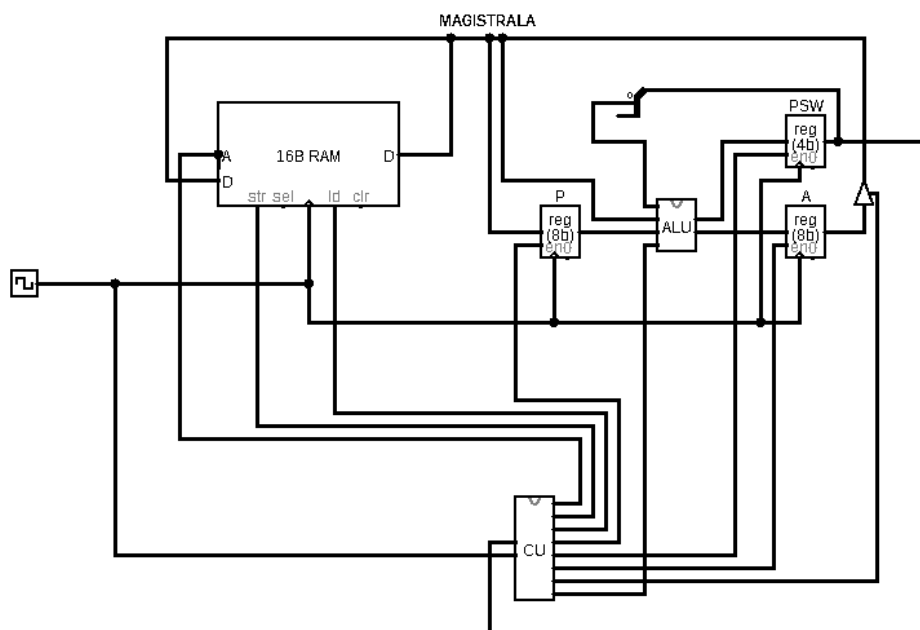 MAGISTRALA
0
PSW
A
16B RAM
D
D
str sel
ld clr
reg
(4b)
en0
P
A
reg
(8b)
en0
ALU
reg
(8b)
en0
CU